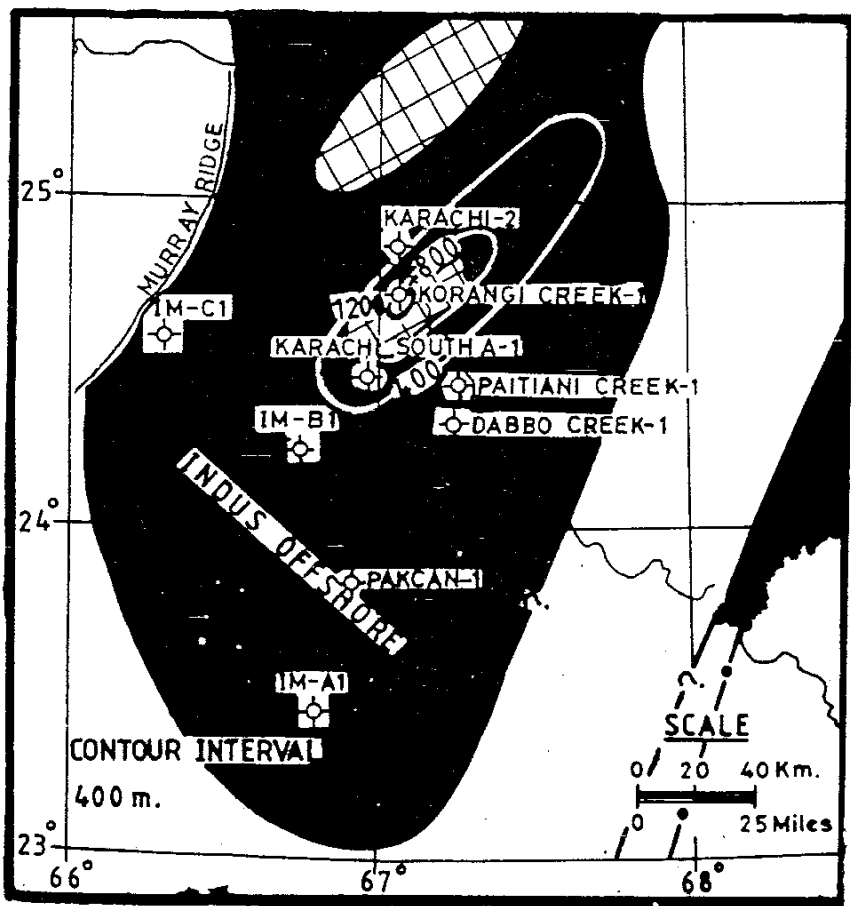 MURRAY RIDGE
25°
KARACHI-2
800
KORANGI CREEK-1
120
IM-C1
KARACHI SOUTH A-1
400
PAITIANI CREEK-1
DABBO CREEK-1
IM-B1
INDUS OFFSHORE
24°
PAKCAN-1
?
IM-A1
?
CONTOUR INTERVAL
400 m.
SCALE
0 20 40 Km.
0 25 Miles
23°
66° 67° 68°